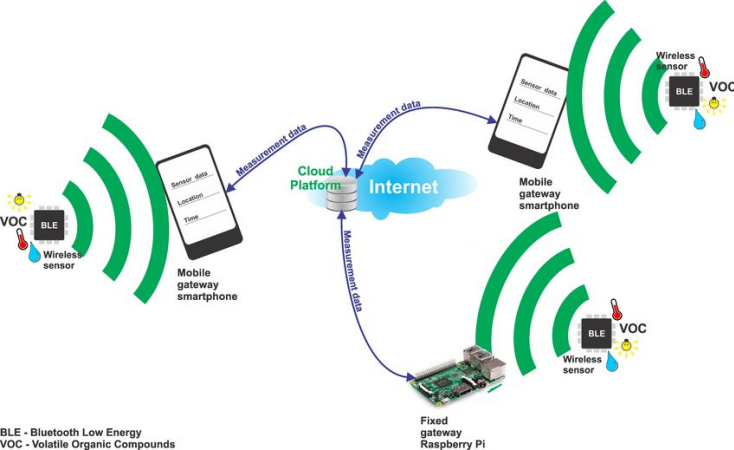 Wireless
sensor
BLE
VOC
Sensor data
Location
Time
Mobile
gateway
smartphone
Measurement data
Measurement data
Cloud
Platform
Internet
Sensor data
Location
Time
VOC
BLE
Wireless
sensor
Mobile
gateway
smartphone
Measurement data
BLE
VOC
Wireless
sensor
Fixed
gateway
Raspberry Pi
BLE - Bluetooth Low Energy
VOC - Volatile Organic Compounds